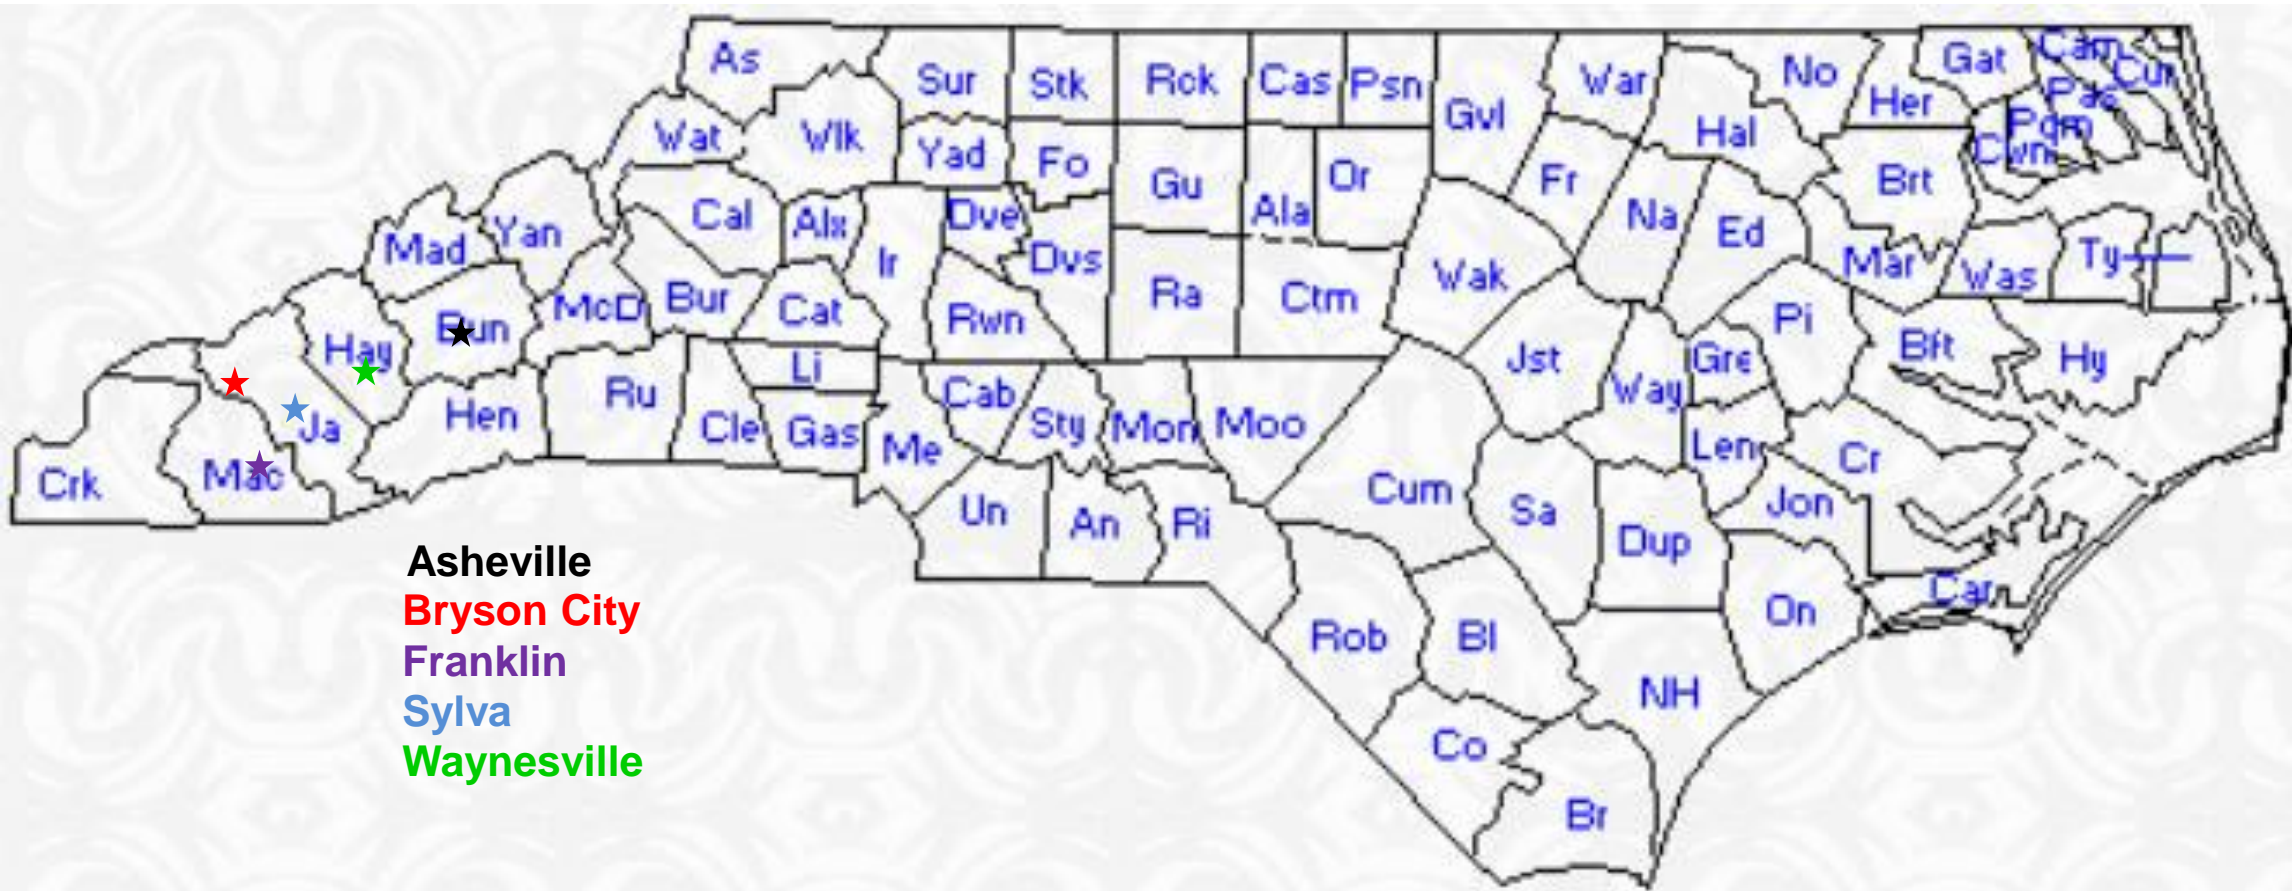 As
Sur
Stk
Rck
Cas
Psn
Gvl
War
No
Gat
Cam
Cur
Her
Pas
Pqm
Cwn
Wat
Wlk
Yad
Fo
Gu
Ala
Or
Fr
Hal
Brt
Mad
Yan
Cal
Alx
Ir
Dve
Dvs
Na
Ed
Mar
Was
Ty
Hay
Bun
McD
Bur
Cat
Rwn
Ra
Ctm
Wak
Pi
Bft
Hy
Ja
Hen
Ru
Cle
Li
Gas
Me
Cab
Sty
Mon
Moo
Jst
Way
Gre
Len
Cr
Crk
Mac
Un
An
Ri
Cum
Sa
Dup
Jon
Car
On
Rob
Bl
NH
Co
Br
Asheville
Bryson City
Franklin
Sylva
Waynesville